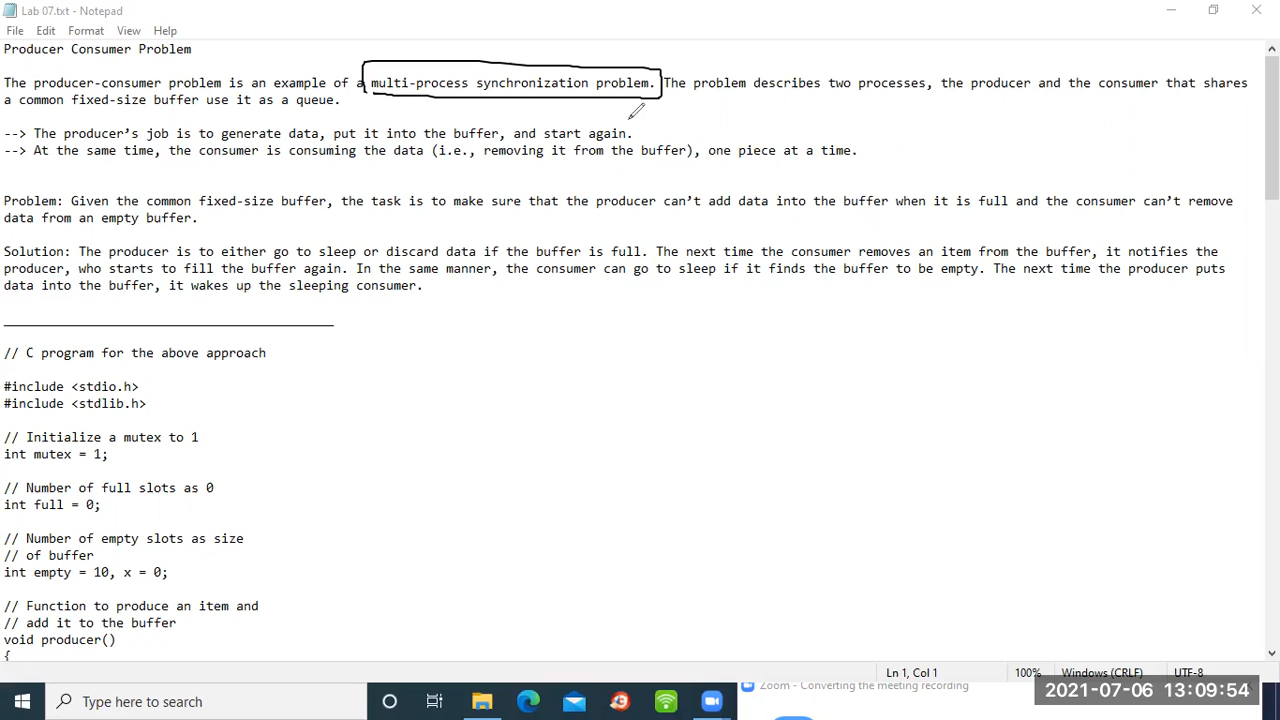 Lab 07.txt - Notepad
File Edit Format View Help
Producer Consumer Problem
The producer-consumer problem is an example of a multi-process synchronization problem. The problem describes two processes, the producer and the consumer that shares
a common fixed-size buffer use it as a queue.
--> The producer’s job is to generate data, put it into the buffer, and start again.
--> At the same time, the consumer is consuming the data (i.e., removing it from the buffer), one piece at a time.
Problem: Given the common fixed-size buffer, the task is to make sure that the producer can’t add data into the buffer when it is full and the consumer can’t remove
data from an empty buffer.
Solution: The producer is to either go to sleep or discard data if the buffer is full. The next time the consumer removes an item from the buffer, it notifies the
producer, who starts to fill the buffer again. In the same manner, the consumer can go to sleep if it finds the buffer to be empty. The next time the producer puts
data into the buffer, it wakes up the sleeping consumer.
____________________________________________
// C program for the above approach
#include <stdio.h>
#include <stdlib.h>
// Initialize a mutex to 1
int mutex = 1;
// Number of full slots as 0
int full = 0;
// Number of empty slots as size
// of buffer
int empty = 10, x = 0;
// Function to produce an item and
// add it to the buffer
void producer()
{
Ln 1, Col 1 100% Windows (CRLF) UTF-8
Zoom - Converting the meeting recording
Type here to search
2021-07-06 13:09:54